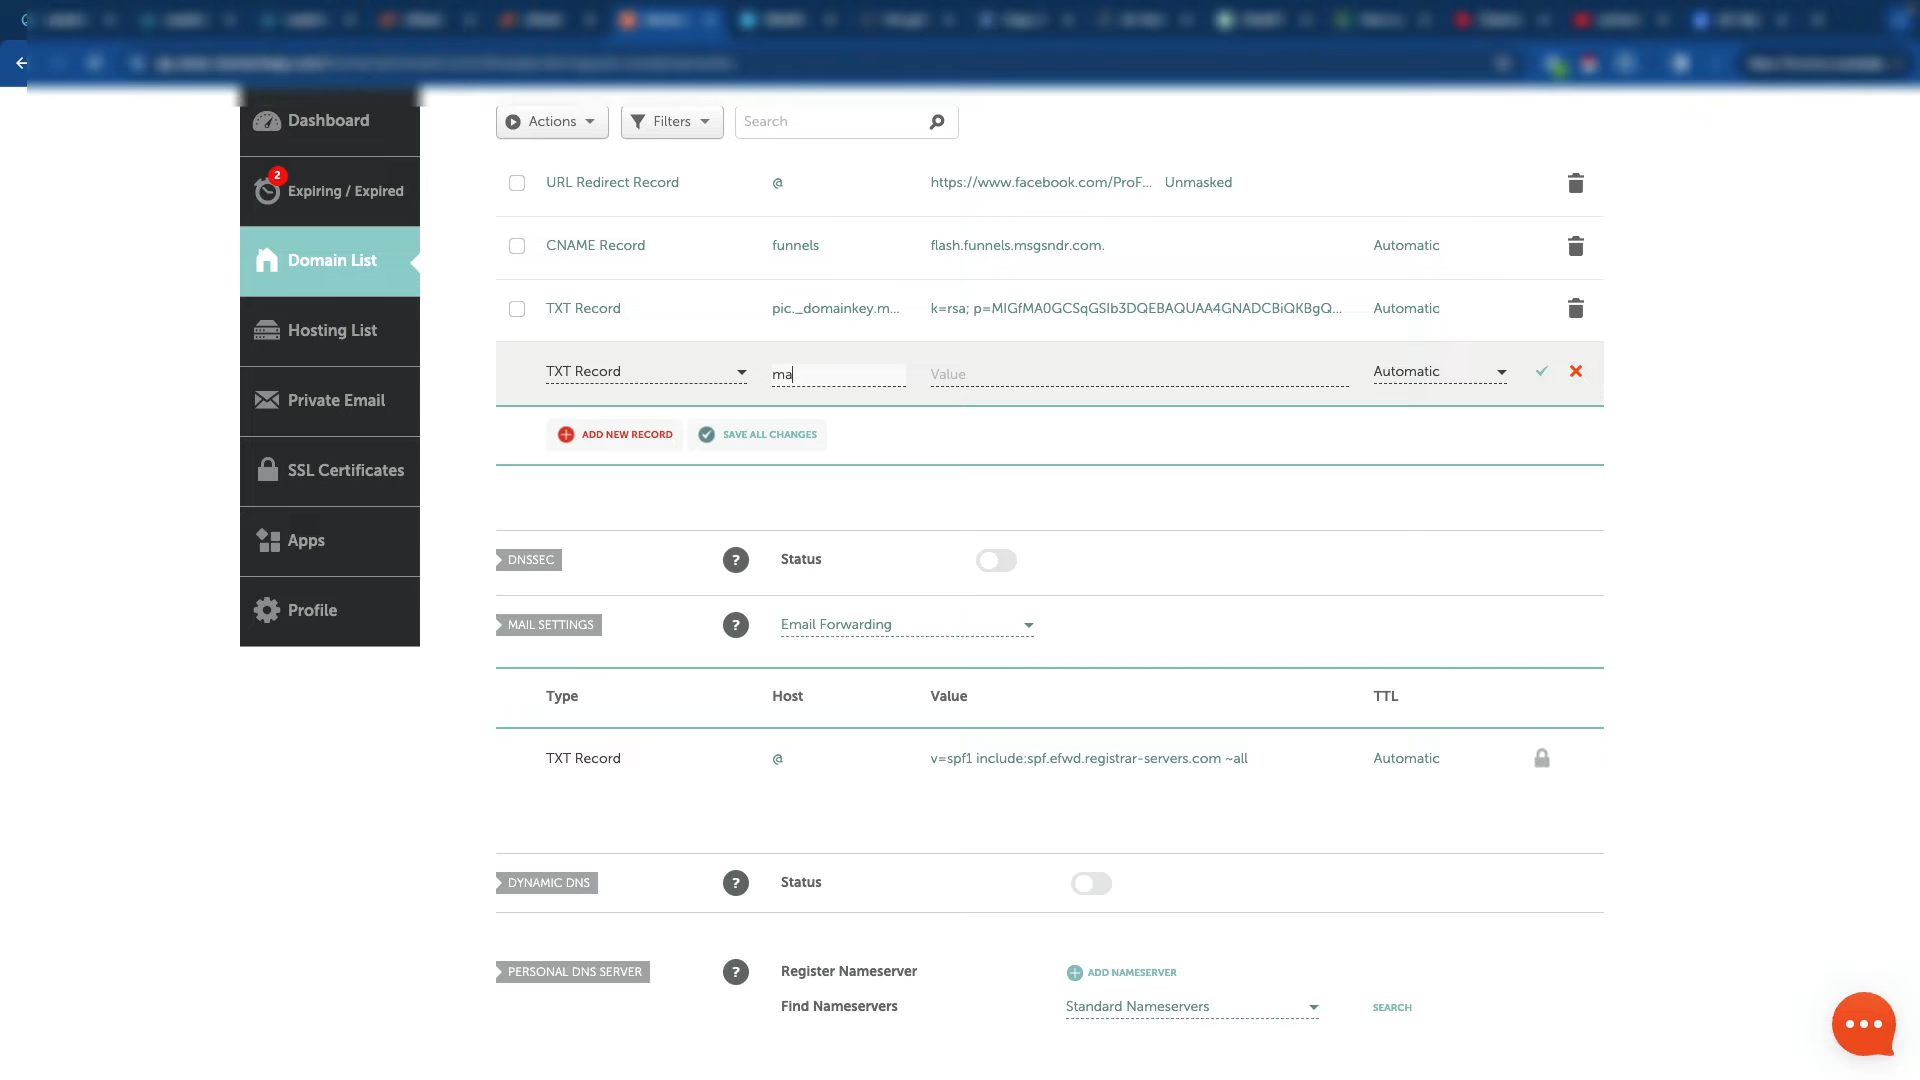 Dashboard
Actions
Filters
Search
2
Expiring / Expired
URL Redirect Record @ https://www.facebook.com/ProF... Unmasked
Domain List
CNAME Record funnels flash.funnels.msgsndr.com. Automatic
Hosting List
TXT Record pic._domainkey.m... k=rsa; p=MIGfMA0GCSqGSIb3DQEBAQUAA4GNADCBiQKBgQ... Automatic
TXT Record ma Value Automatic
Private Email
ADD NEW RECORD SAVE ALL CHANGES
SSL Certificates
Apps
DNSSEC ? Status
Profile
MAIL SETTINGS ? Email Forwarding
Type Host Value TTL
TXT Record @ v=spf1 include:spf.efwd.registrar-servers.com ~all Automatic
DYNAMIC DNS ? Status
PERSONAL DNS SERVER ? Register Nameserver ADD NAMESERVER
Find Nameservers Standard Nameservers SEARCH